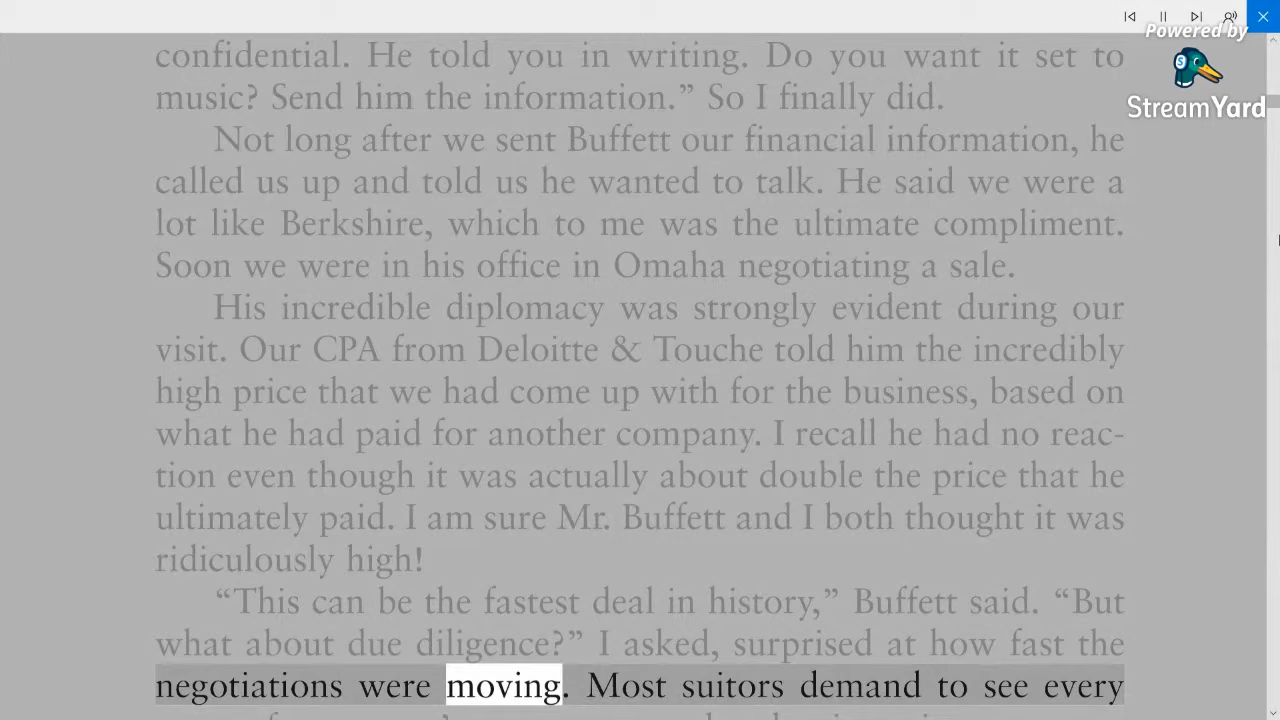 Powered by
StreamYard
confidential. He told you in writing. Do you want it set to
music? Send him the information.” So I finally did.
Not long after we sent Buffett our financial information, he
called us up and told us he wanted to talk. He said we were a
lot like Berkshire, which to me was the ultimate compliment.
Soon we were in his office in Omaha negotiating a sale.
His incredible diplomacy was strongly evident during our
visit. Our CPA from Deloitte & Touche told him the incredibly
high price that we had come up with for the business, based on
what he had paid for another company. I recall he had no reac-
tion even though it was actually about double the price that he
ultimately paid. I am sure Mr. Buffett and I both thought it was
ridiculously high!
“This can be the fastest deal in history,” Buffett said. “But
what about due diligence?” I asked, surprised at how fast the
negotiations were moving. Most suitors demand to see every